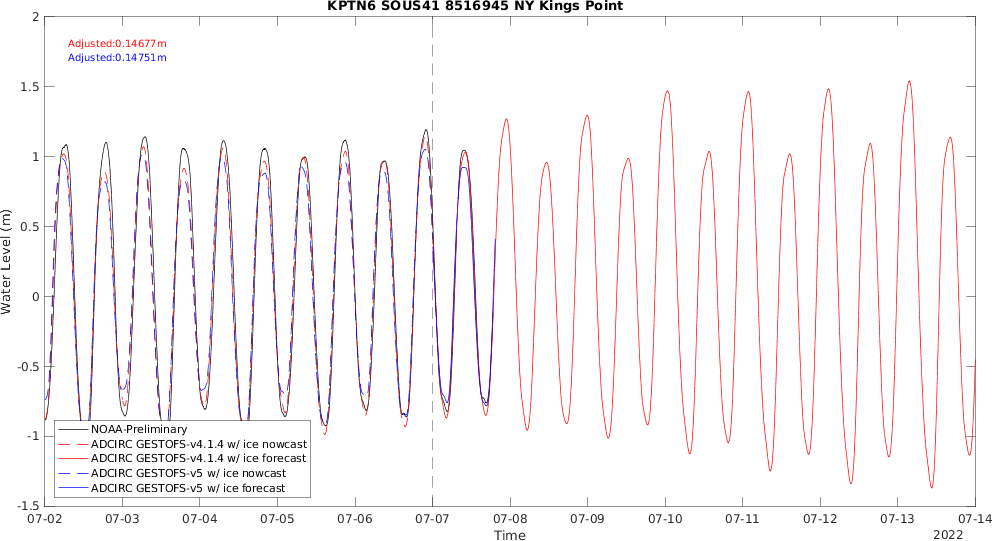 KPTN6 SOUS41 8516945 NY Kings Point
2
Adjusted:0.14677m
Adjusted:0.14751m
1.5
1
0.5
0
-0.5
-1
-1.5
Water Level (m)
NOAA-Preliminary
ADCIRC GESTOFS-v4.1.4 w/ ice nowcast
ADCIRC GESTOFS-v4.1.4 w/ ice forecast
ADCIRC GESTOFS-v5 w/ ice nowcast
ADCIRC GESTOFS-v5 w/ ice forecast
07-02 07-03 07-04 07-05 07-06 07-07 07-08 07-09 07-10 07-11 07-12 07-13 07-14
Time
2022